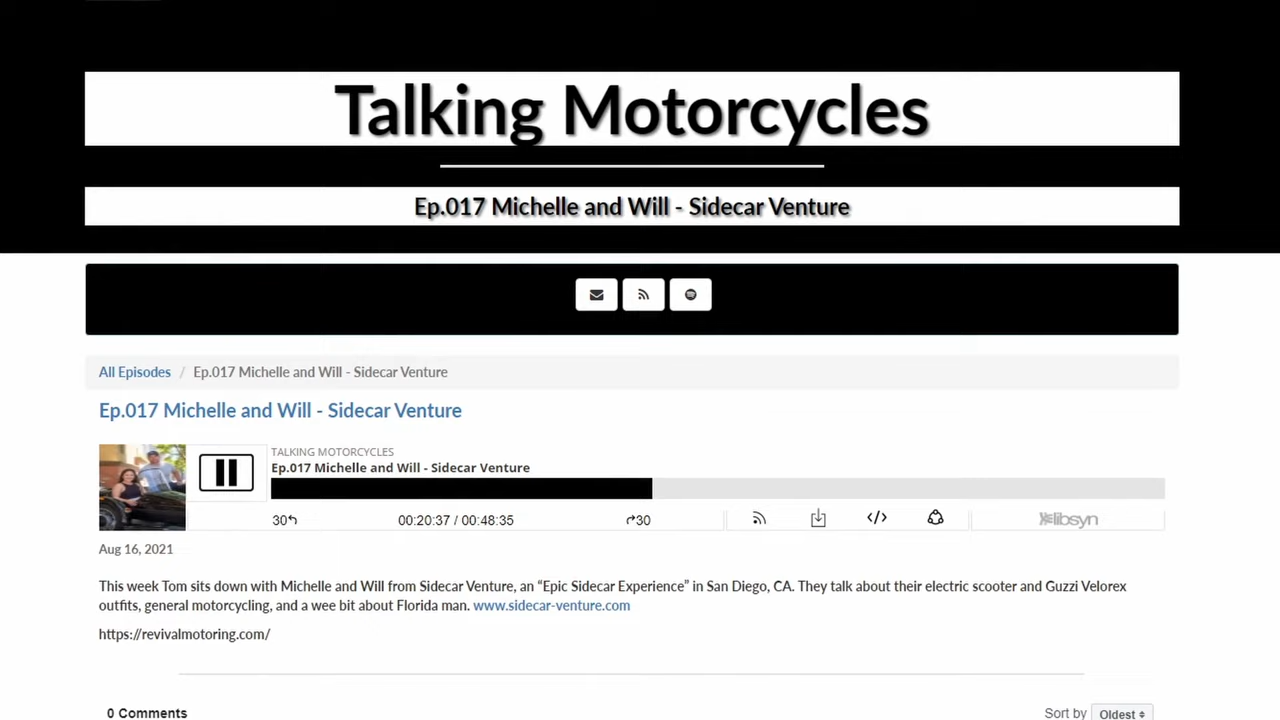 Talking Motorcycles
Ep.017 Michelle and Will - Sidecar Venture
All Episodes / Ep.017 Michelle and Will - Sidecar Venture
Ep.017 Michelle and Will - Sidecar Venture
TALKING MOTORCYCLES
Ep.017 Michelle and Will - Sidecar Venture
30 00:20:37 / 00:48:35 30 </> libsyn
Aug 16, 2021
This week Tom sits down with Michelle and Will from Sidecar Venture, an “Epic Sidecar Experience” in San Diego, CA. They talk about their electric scooter and Guzzi Velorex
outfits, general motorcycling, and a wee bit about Florida man. www.sidecar-venture.com
https://revivalmotoring.com/
0 Comments Sort by Oldest